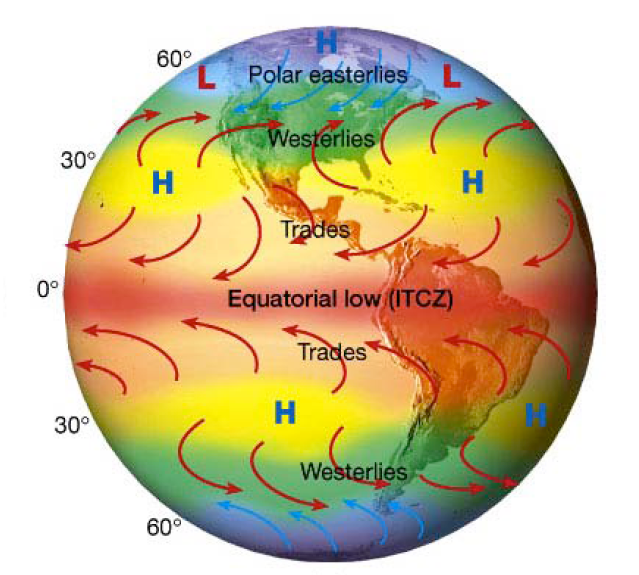 H
60°
L
Polar easterlies
L
Westerlies
30°
H
H
Trades
0°
Equatorial low (ITCZ)
Trades
30°
H
H
Westerlies
60°